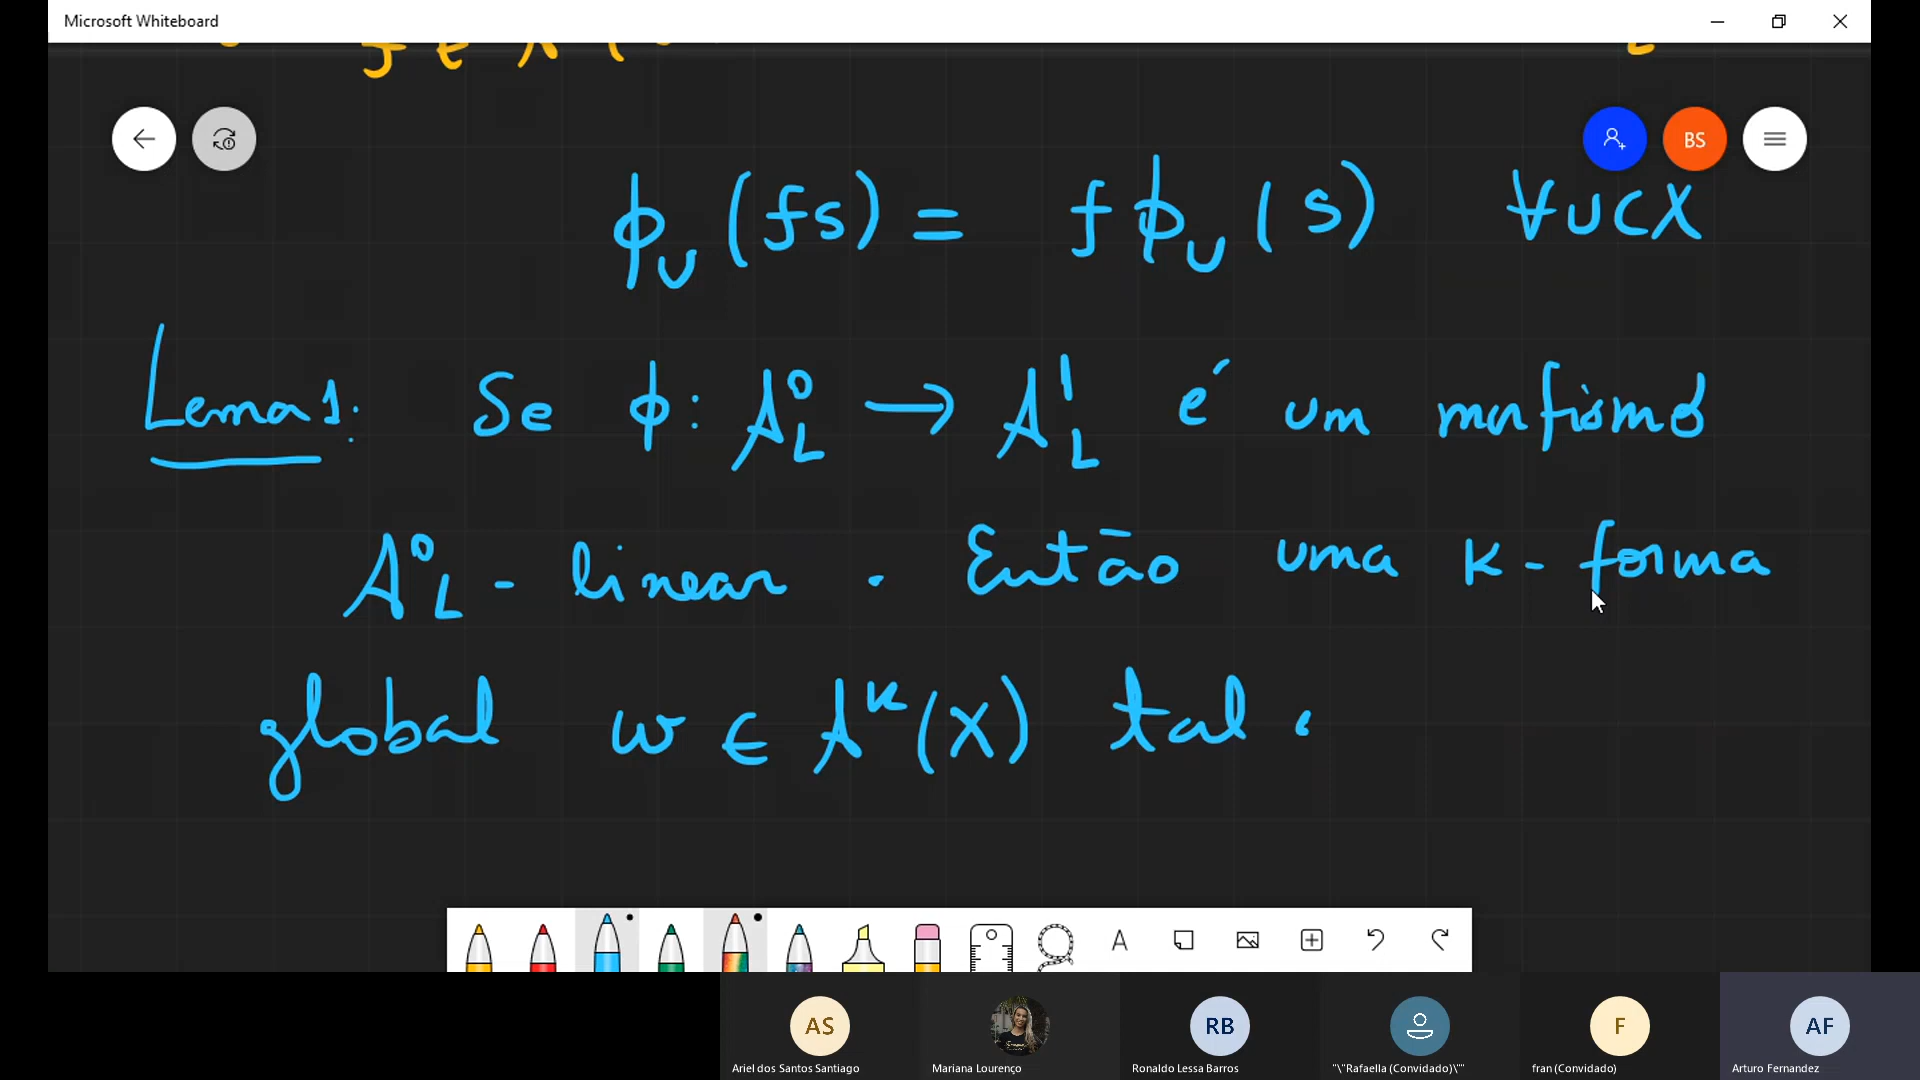 Microsoft Whiteboard
BS
ϕ_U (fs) = f ϕ_U (s) ∀ U ⊂ X
Lema 1: Se ϕ: A⁰_L → A¹_L é um morfismo
A⁰_L - linear. Então uma k-forma
global w ∈ A^k(X) tal
A
AS
RB
F
AF
Ariel dos Santos Santiago
Mariana Lourenço
Ronaldo Lessa Barros
"\"Rafaella (Convidado)\""
fran (Convidado)
Arturo Fernandez